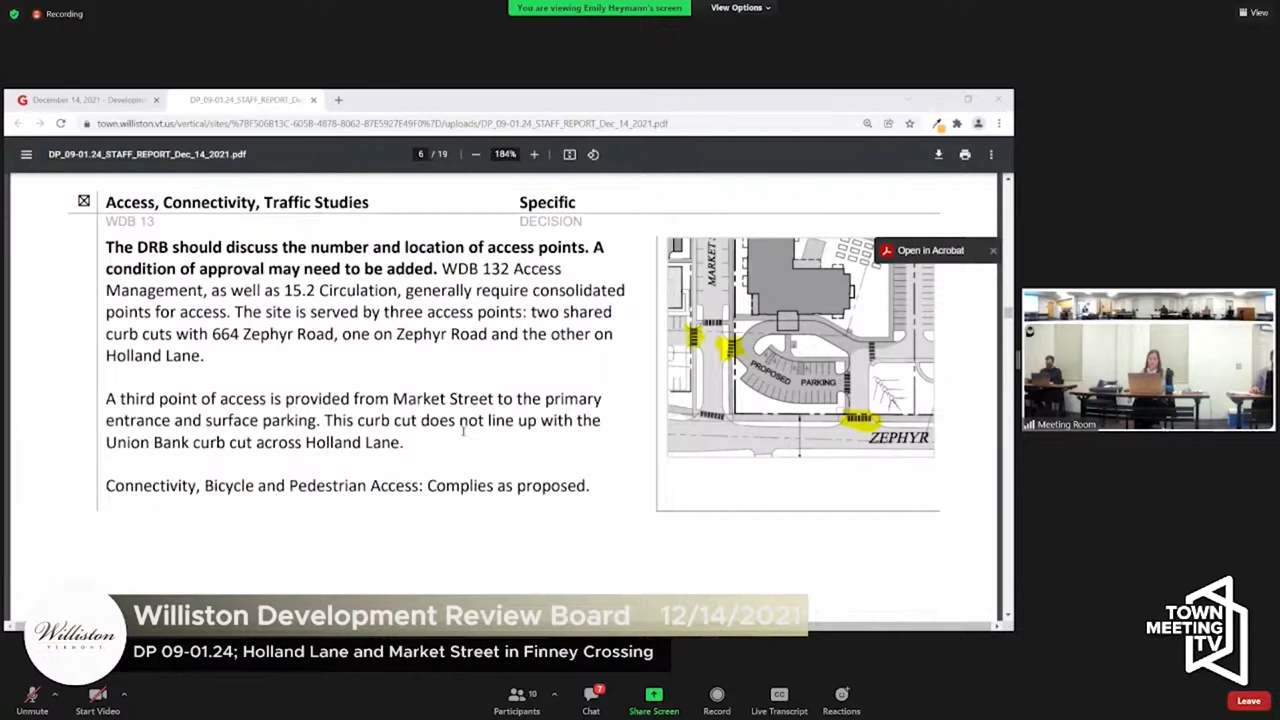 Recording
You are viewing Emily Heymann's screen
View Options
View
December 14, 2021 - Developm
DP_09-01.24_STAFF_REPORT_Dec
town.williston.vt.us/vertical/sites/%7BF506B13C-605B-4878-8062-87E5927E49F0%7D/uploads/DP_09-01.24_STAFF_REPORT_Dec_14_2021.pdf
DP_09-01.24_STAFF_REPORT_Dec_14_2021.pdf
6 / 19
184%
Access, Connectivity, Traffic Studies
Specific
WDB 13
DECISION
The DRB should discuss the number and location of access points. A
condition of approval may need to be added. WDB 132 Access
Management, as well as 15.2 Circulation, generally require consolidated
points for access. The site is served by three access points: two shared
curb cuts with 664 Zephyr Road, one on Zephyr Road and the other on
Holland Lane.
A third point of access is provided from Market Street to the primary
entrance and surface parking. This curb cut does not line up with the
Union Bank curb cut across Holland Lane.
Connectivity, Bicycle and Pedestrian Access: Complies as proposed.
Open in Acrobat
MARKET
PROPOSED
PARKING
ZEPHYR
Meeting Room
Williston
VERMONT
Williston Development Review Board 12/14/2021
DP 09-01.24; Holland Lane and Market Street in Finney Crossing
TOWN
MEETING
TV
Unmute
Start Video
10
Participants
7
Chat
Share Screen
Record
CC
Live Transcript
Reactions
Leave